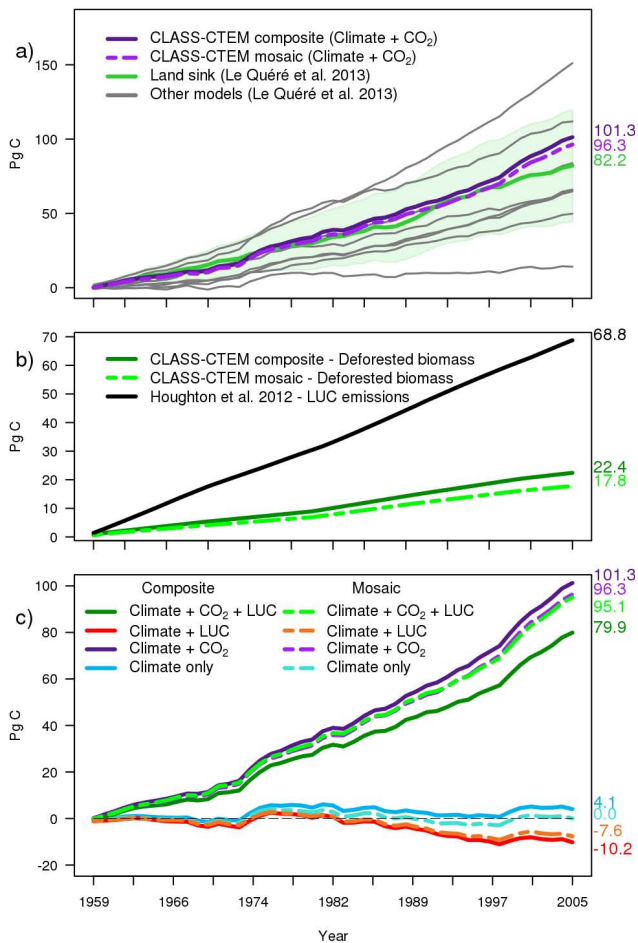 a)
CLASS-CTEM composite (Climate + CO₂)
CLASS-CTEM mosaic (Climate + CO₂)
Land sink (Le Quéré et al. 2013)
Other models (Le Quéré et al. 2013)
150
100
50
0
Pg C
101.3
96.3
82.2
b)
CLASS-CTEM composite - Deforested biomass
CLASS-CTEM mosaic - Deforested biomass
Houghton et al. 2012 - LUC emissions
70
60
50
40
30
20
10
0
Pg C
68.8
22.4
17.8
c)
Composite Mosaic
Climate + CO₂ + LUC Climate + CO₂ + LUC
Climate + LUC Climate + LUC
Climate + CO₂ Climate + CO₂
Climate only Climate only
100
80
60
40
20
0
-20
Pg C
101.3
96.3
95.1
79.9
4.1
0.0
-7.6
-10.2
1959 1966 1974 1982 1989 1997 2005
Year